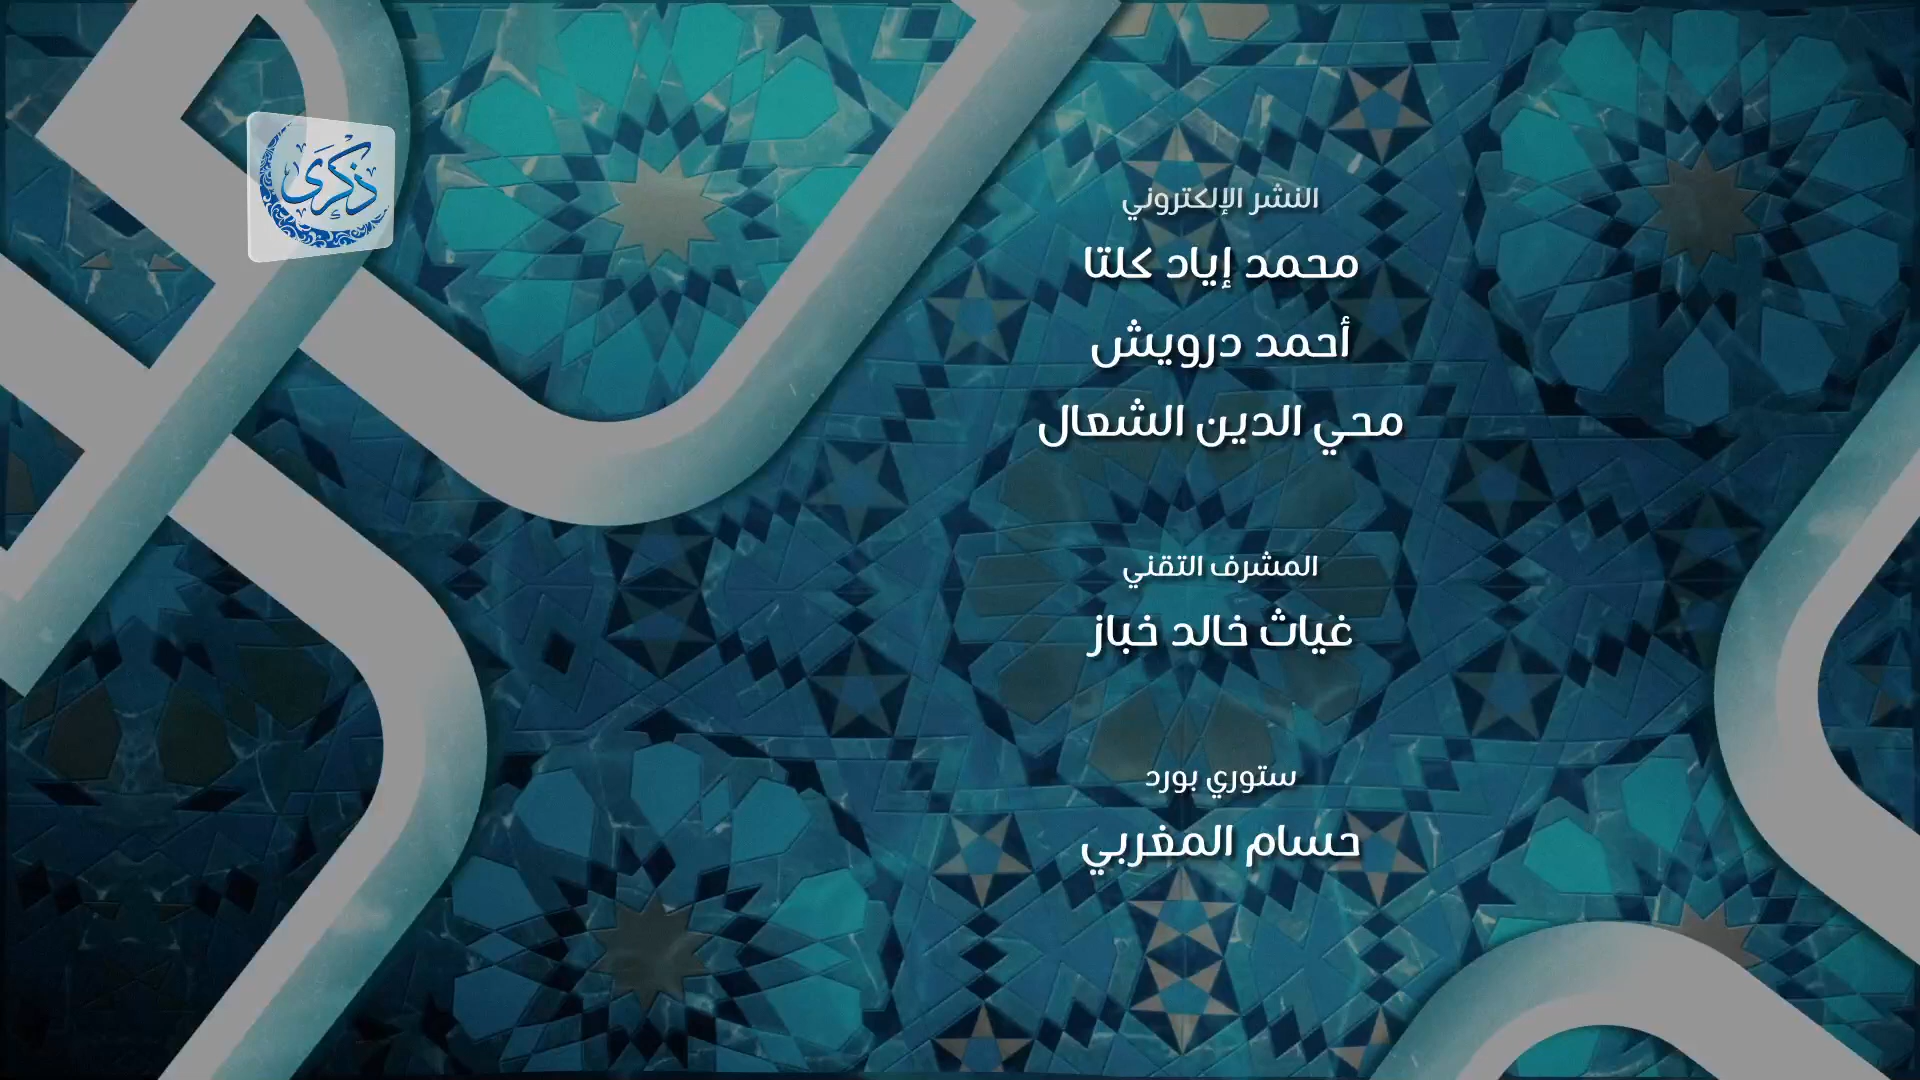 ذكرى
النشر الإلكتروني
محمد إياد كلتا
أحمد درويش
محي الدين الشعال
المشرف التقني
غياث خالد خباز
ستوري بورد
حسام المغربي